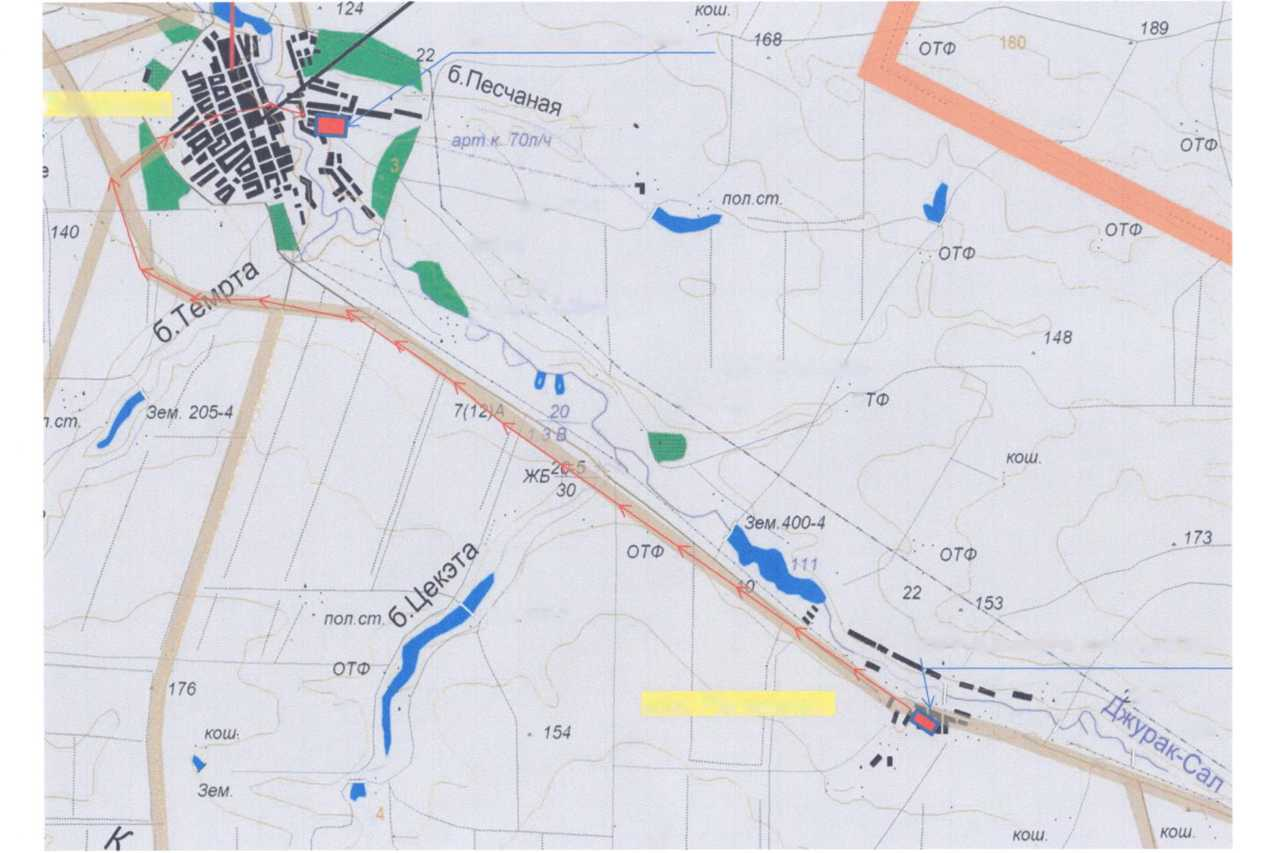 124
кош.
168
ОТФ
180
189
22
б.Песчаная
арт к. 70л/ч
ОТФ
3
е
пол.ст.
140
ОТФ
ОТФ
б.Темрта
148
ТФ
Зем. 205-4
п.ст.
7(12)А
20
1.3 В
кош.
ЖБ
20-5
30
Зем.400-4
173
ОТФ
ОТФ
111
10
22
153
пол.ст.
б.Цекэта
ОТФ
176
Джурак-Сал
154
кош.
Зем.
4
К
кош.
кош.